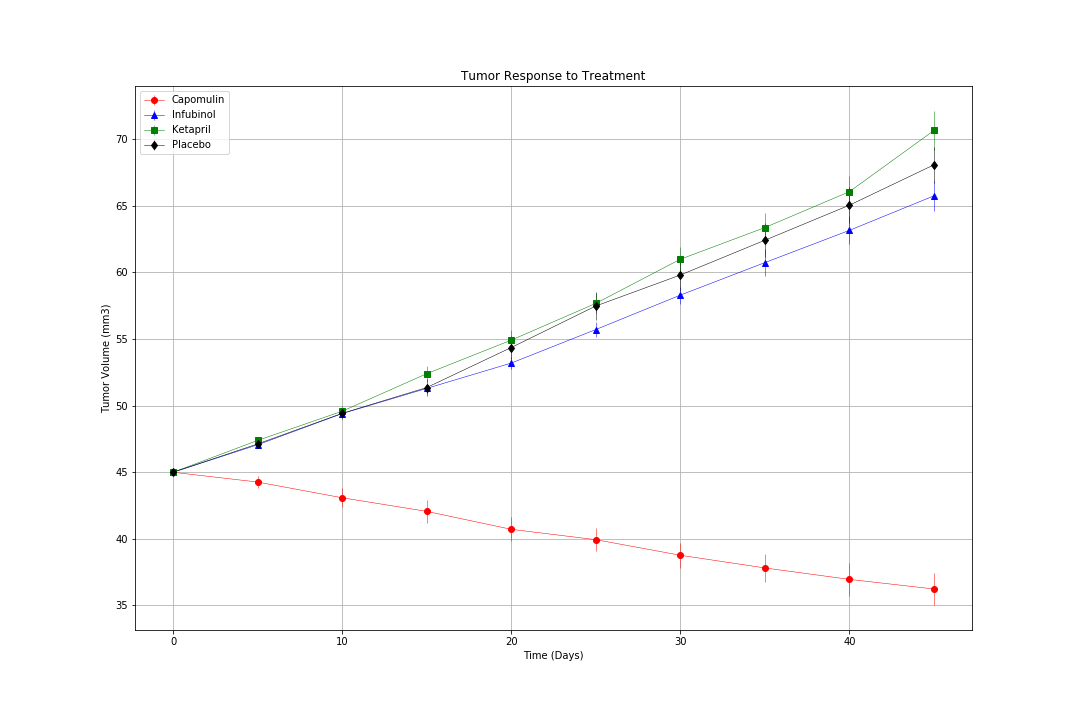 Tumor Response to Treatment
Capomulin
Infubinol
Ketapril
Placebo
Tumor Volume (mm3)
70
65
60
55
50
45
40
35
0 10 20 30 40
Time (Days)